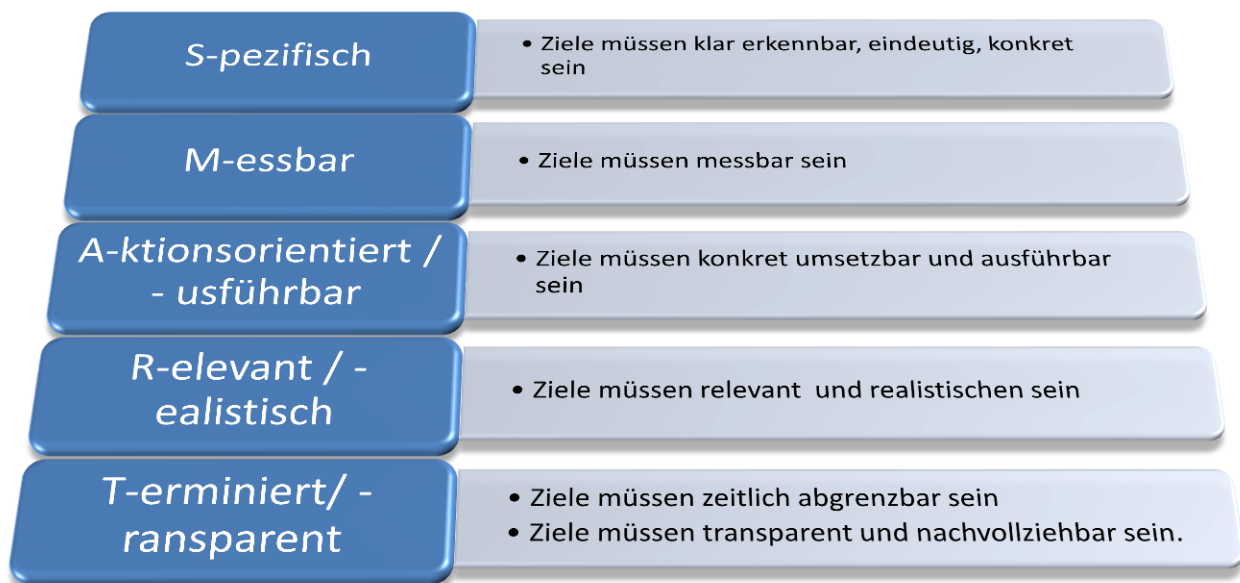 S-pezifisch
• Ziele müssen klar erkennbar, eindeutig, konkret
sein
M-essbar
• Ziele müssen messbar sein
A-ktionsorientiert /
- usführbar
• Ziele müssen konkret umsetzbar und ausführbar
sein
R-elevant / -
ealistisch
• Ziele müssen relevant und realistischen sein
T-erminiert/ -
ransparent
• Ziele müssen zeitlich abgrenzbar sein
• Ziele müssen transparent und nachvollziehbar sein.